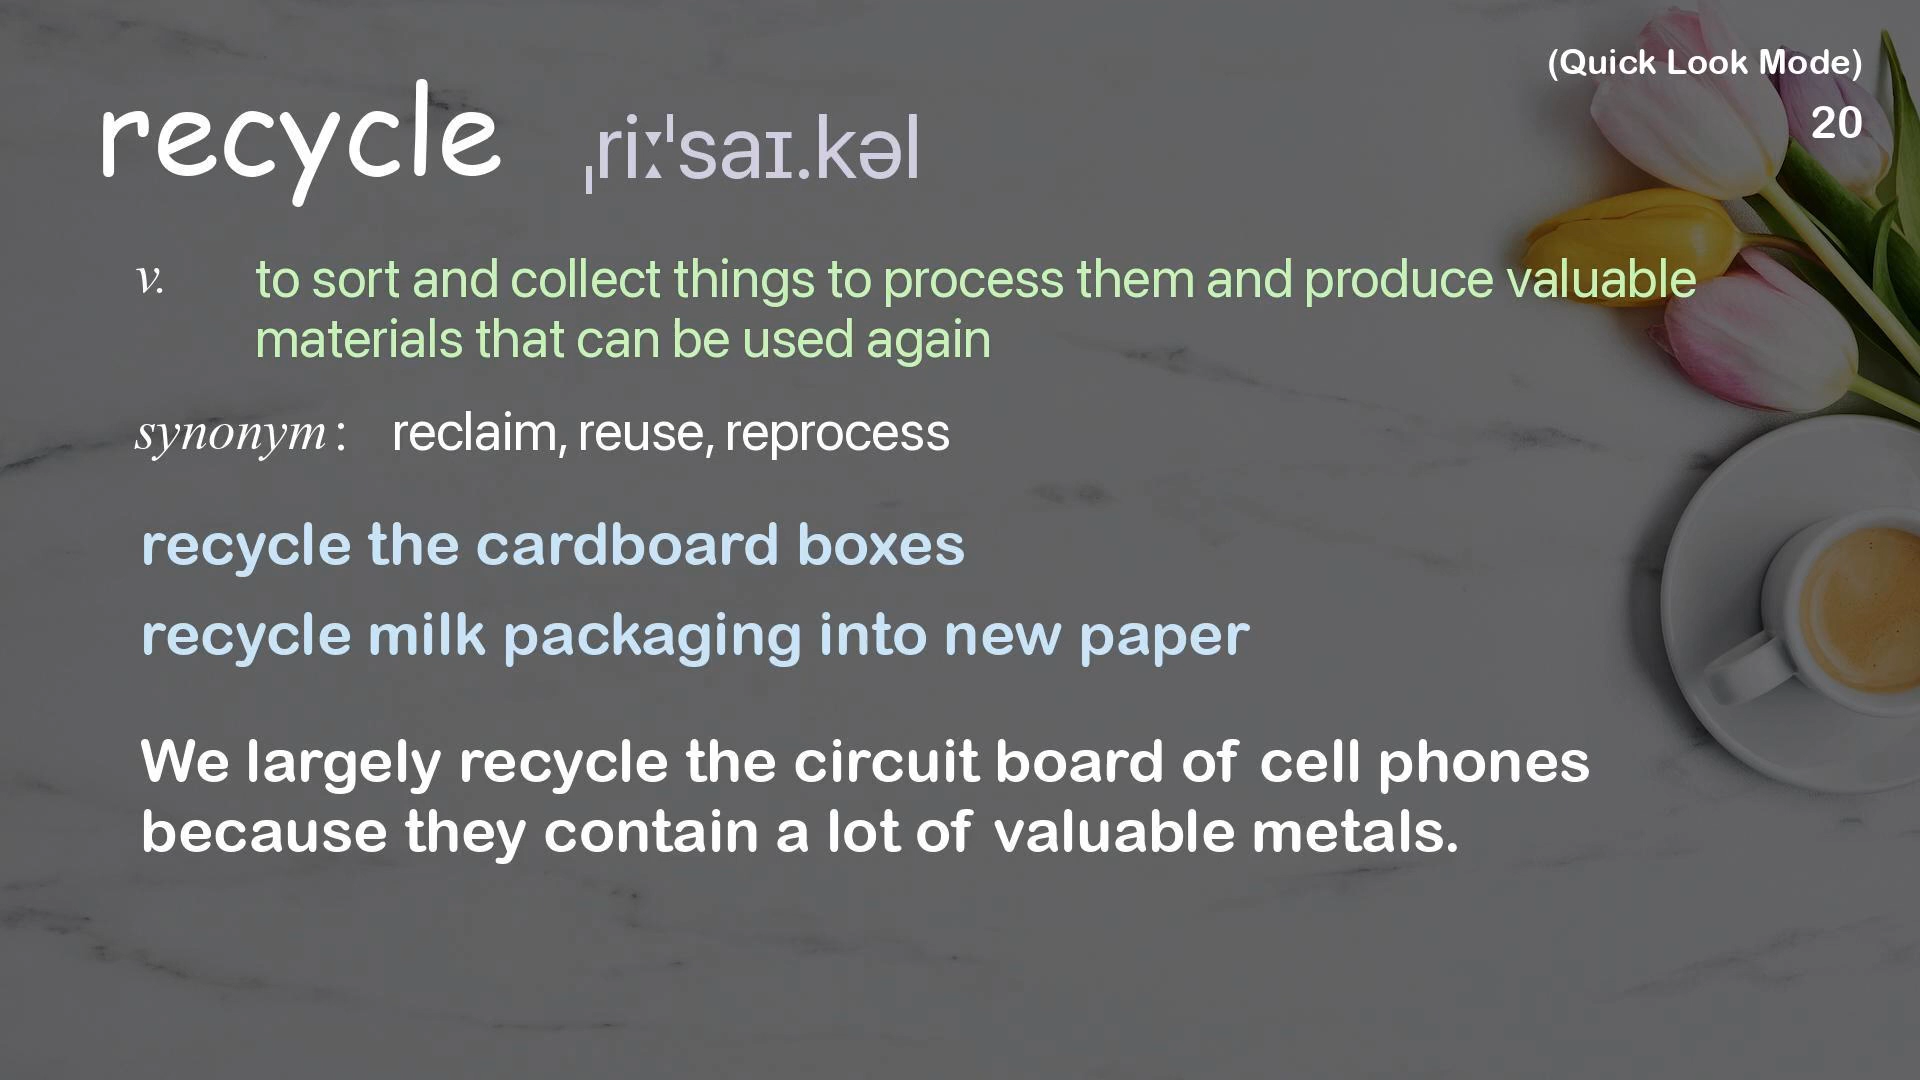 (Quick Look Mode)
20
recycle ˌriːˈsaɪ.kəl
v. to sort and collect things to process them and produce valuable
materials that can be used again
synonym : reclaim, reuse, reprocess
recycle the cardboard boxes
recycle milk packaging into new paper
We largely recycle the circuit board of cell phones
because they contain a lot of valuable metals.